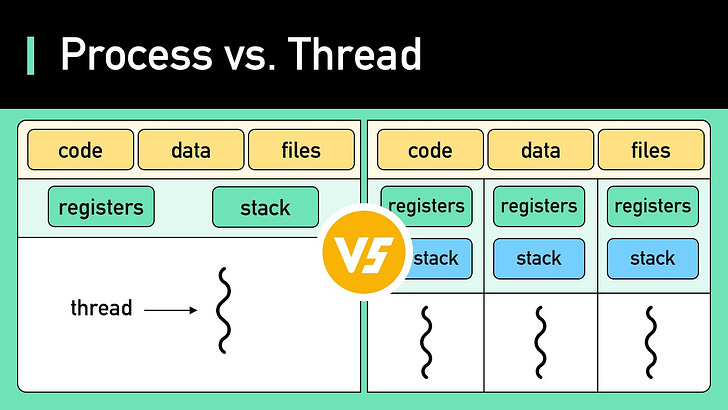 Process vs. Thread
code data files
registers stack
thread
VS
code data files
registers registers registers
stack stack stack